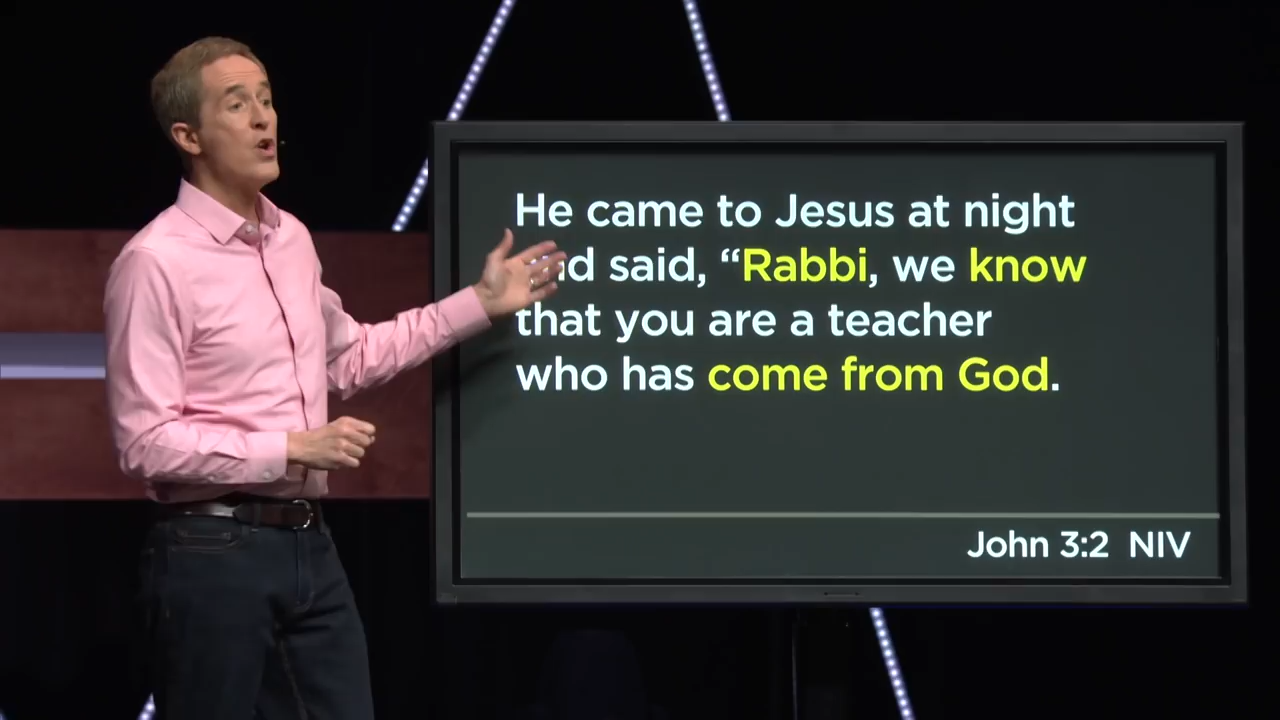 He came to Jesus at night
and said, “Rabbi, we know
that you are a teacher
who has come from God.
John 3:2 NIV